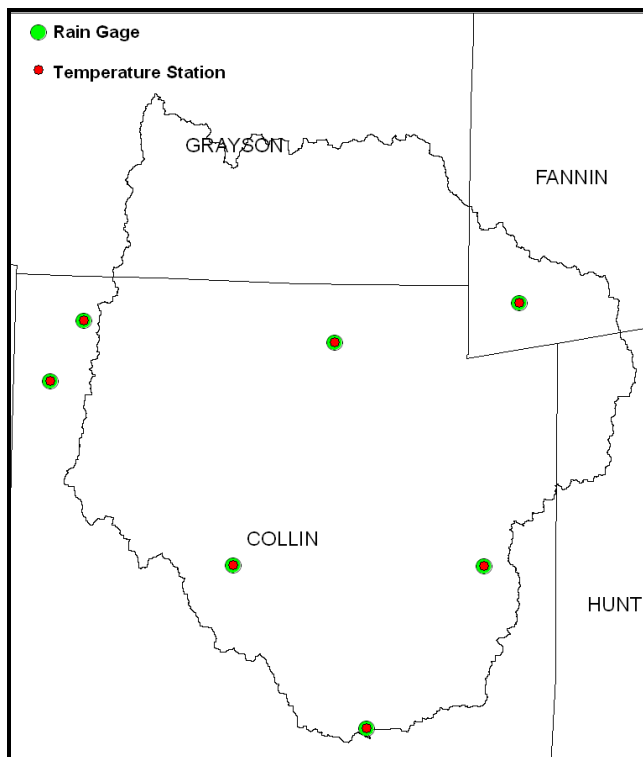 Rain Gage
Temperature Station
GRAYSON
FANNIN
COLLIN
HUNT